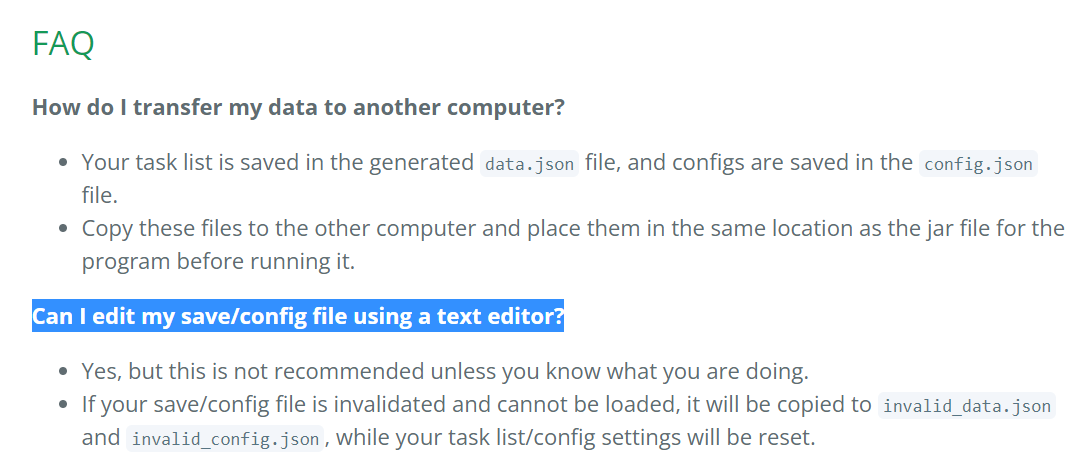 FAQ
How do I transfer my data to another computer?
• Your task list is saved in the generated data.json file, and configs are saved in the config.json
file.
• Copy these files to the other computer and place them in the same location as the jar file for the
program before running it.
Can I edit my save/config file using a text editor?
• Yes, but this is not recommended unless you know what you are doing.
• If your save/config file is invalidated and cannot be loaded, it will be copied to invalid_data.json
and invalid_config.json, while your task list/config settings will be reset.